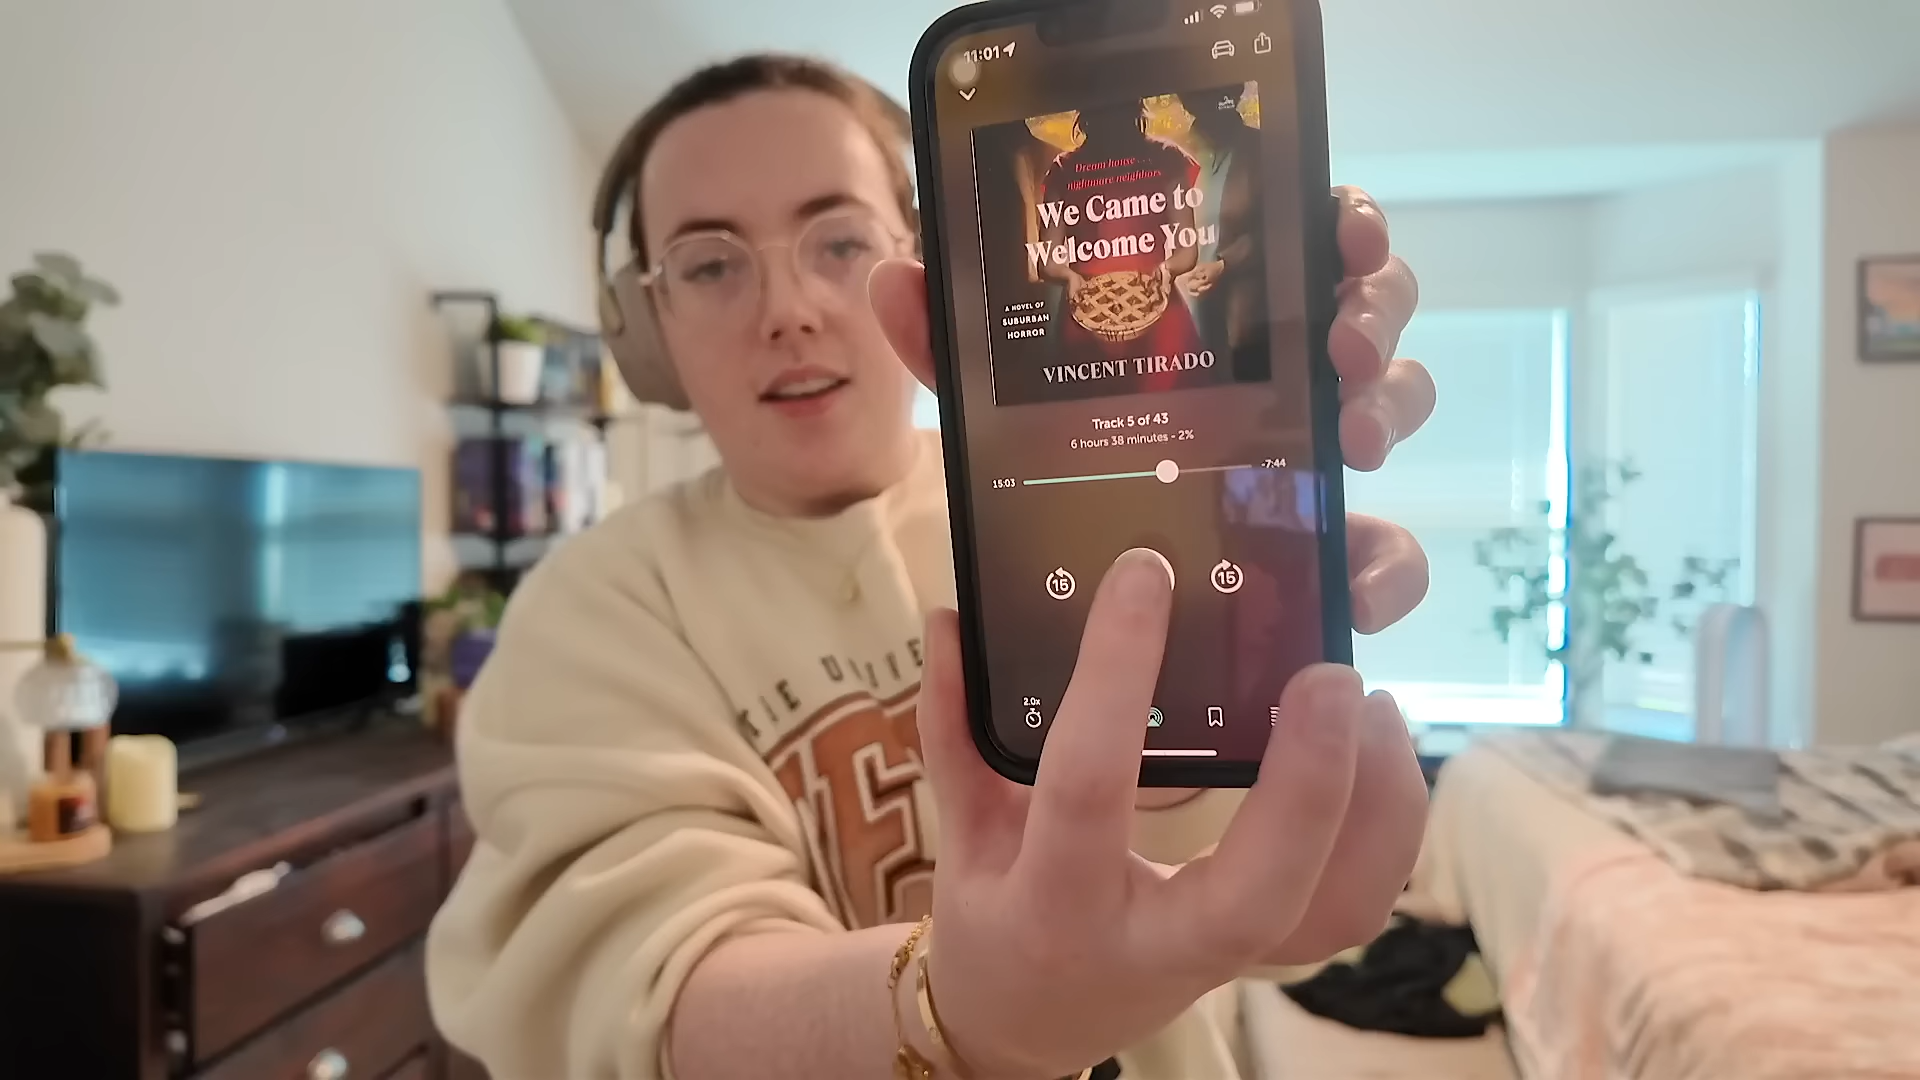 11:01
Dream house . . .
nightmare neighbors
We Came to
Welcome You
A NOVEL OF
SUBURBAN
HORROR
VINCENT TIRADO
Track 5 of 43
6 hours 38 minutes - 2%
15:03
-7:44
15
15
2.0x